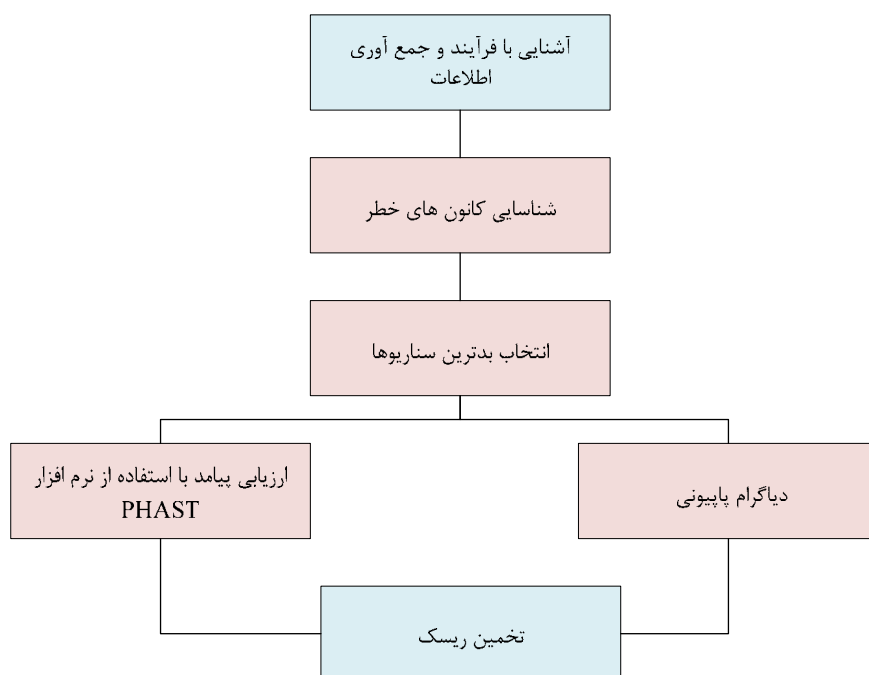 آشنایی با فرآیند و جمع آوری
اطلاعات
شناسایی کانون های خطر
انتخاب بدترین سناریوها
دیاگرام پاپیونی
ارزیابی پیامد با استفاده از نرم افزار
PHAST
تخمین ریسک